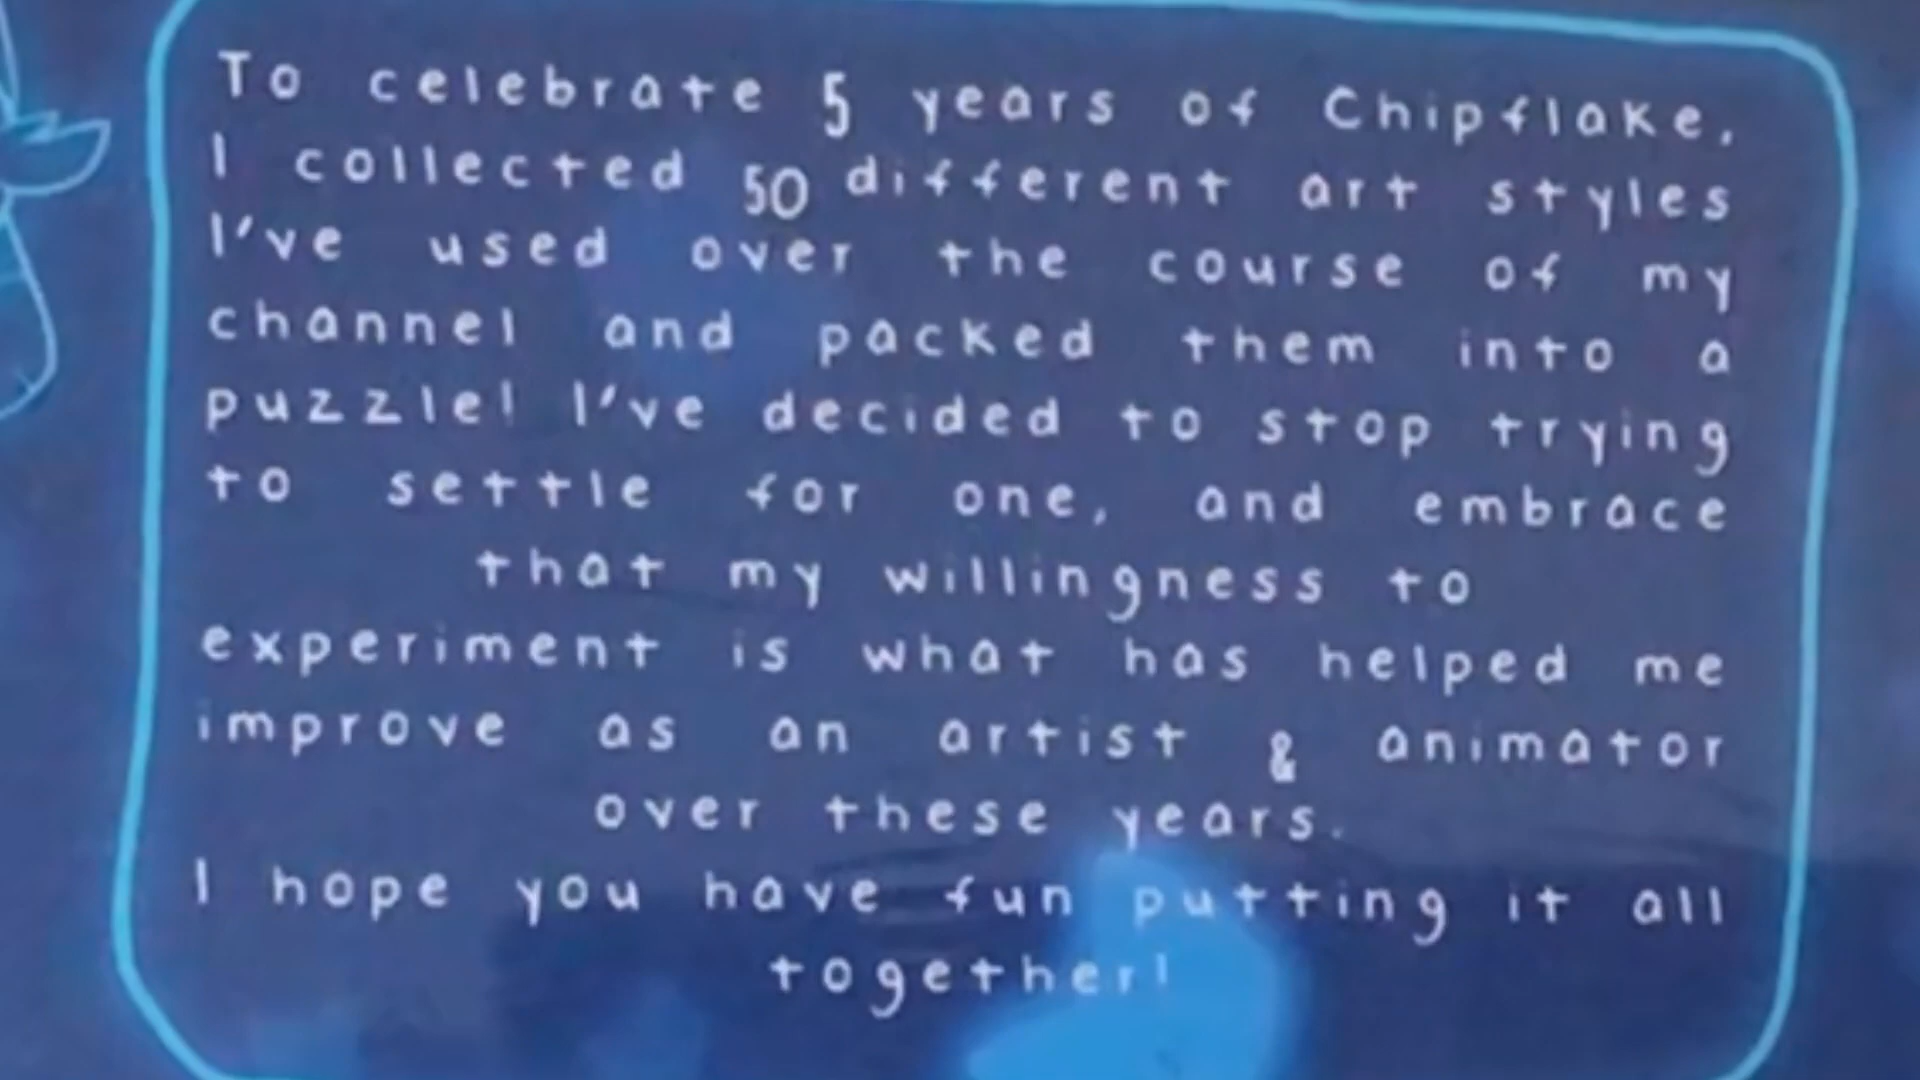 To celebrate 5 years of Chipflake,
I collected 50 different art styles
I've used over the course of my
channel and packed them into a
puzzle! I've decided to stop trying
to settle for one, and embrace
that my willingness to
experiment is what has helped me
improve as an artist & animator
over these years.
I hope you have fun putting it all
together!